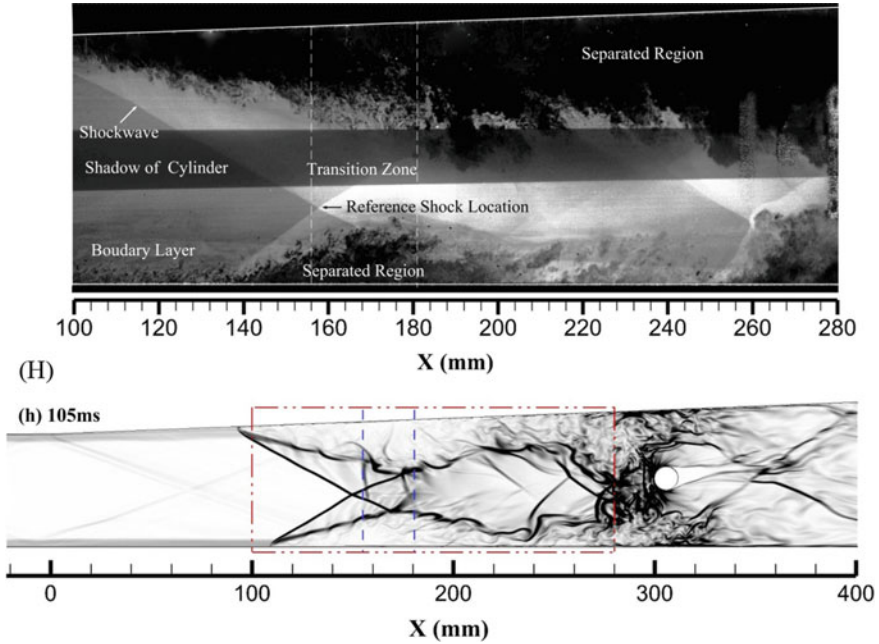 Separated Region
Shockwave
Shadow of Cylinder
Transition Zone
Reference Shock Location
Boudary Layer
Separated Region
100 120 140 160 180 200 220 240 260 280
X (mm)
(H)
(h) 105ms
0 100 200 300 400
X (mm)